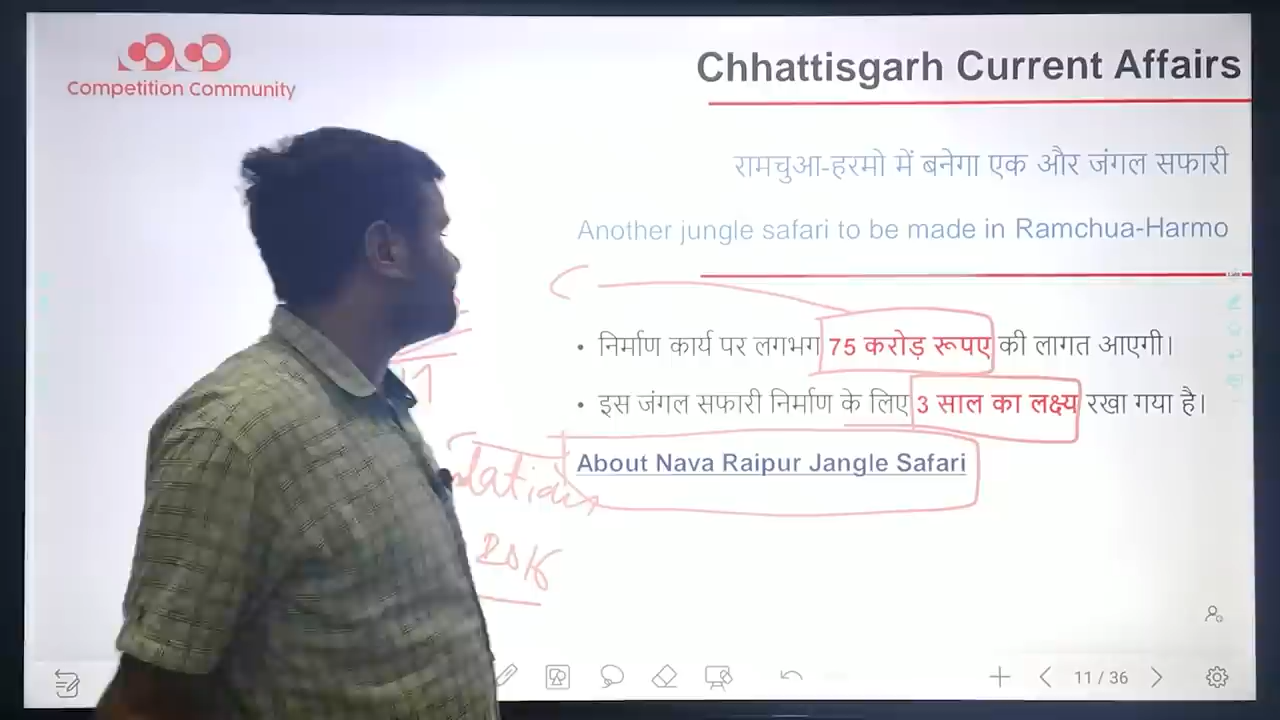 Competition Community
Chhattisgarh Current Affairs
रामचुआ-हरमो में बनेगा एक और जंगल सफारी
Another jungle safari to be made in Ramchua-Harmo
• निर्माण कार्य पर लगभग 75 करोड़ रूपए की लागत आएगी।
• इस जंगल सफारी निर्माण के लिए 3 साल का लक्ष्य रखा गया है।
About Nava Raipur Jangle Safari
2016
11 / 36